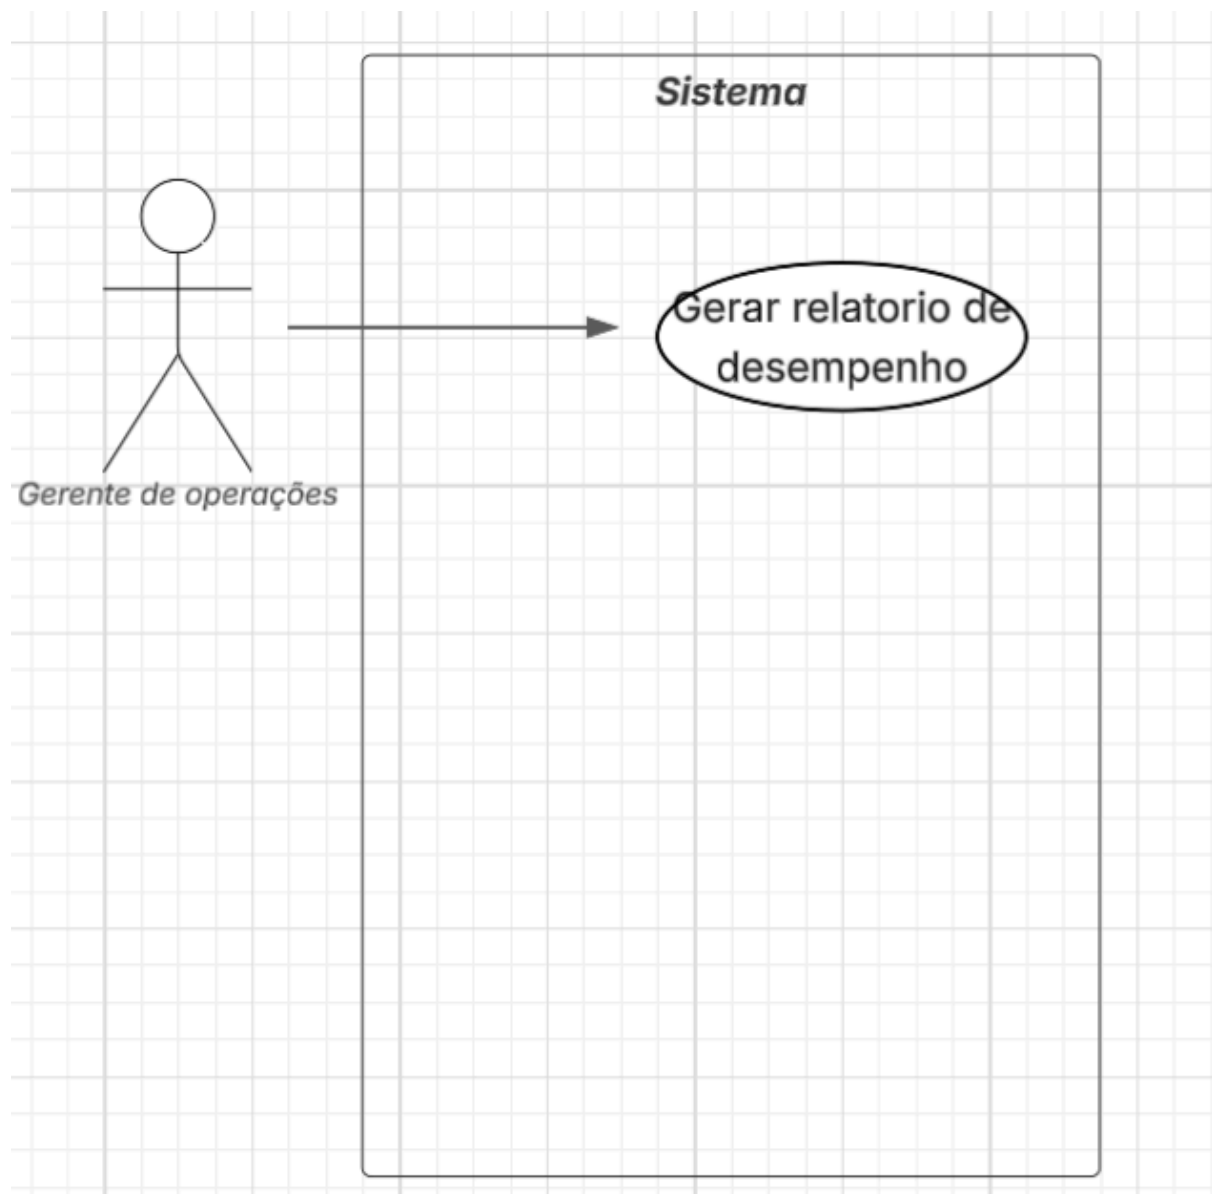 Sistema
Gerar relatorio de
desempenho
Gerente de operações